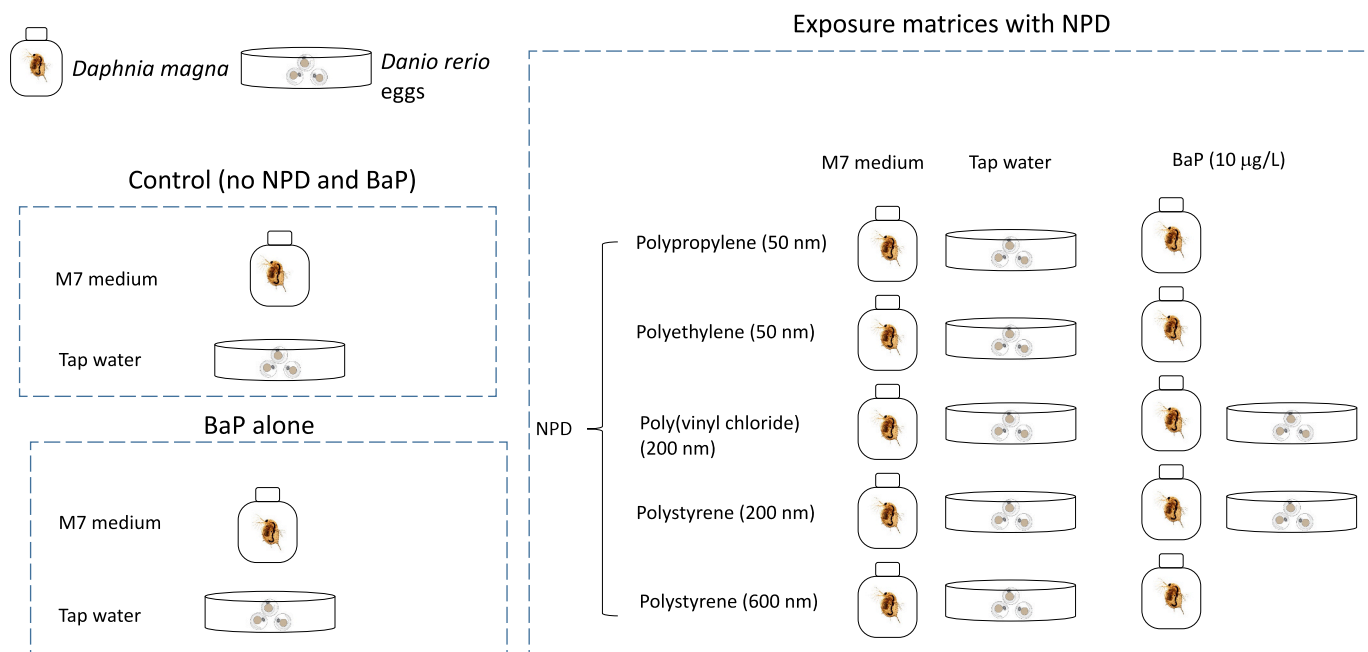 Daphnia magna
Danio rerio
eggs
Control (no NPD and BaP)
M7 medium
Tap water
BaP alone
M7 medium
Tap water
Exposure matrices with NPD
M7 medium
Tap water
BaP (10 µg/L)
NPD
Polypropylene (50 nm)
Polyethylene (50 nm)
Poly(vinyl chloride)
(200 nm)
Polystyrene (200 nm)
Polystyrene (600 nm)